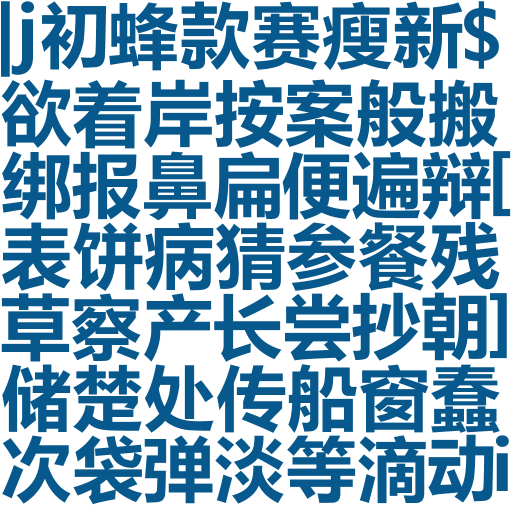 |j初蜂款赛瘦新$
欲着岸按案般搬
绑报鼻扁便遍辩[
表饼病猜参餐残
草察产长尝抄朝]
储楚处传船窗蠢
次袋弹淡等滴动i